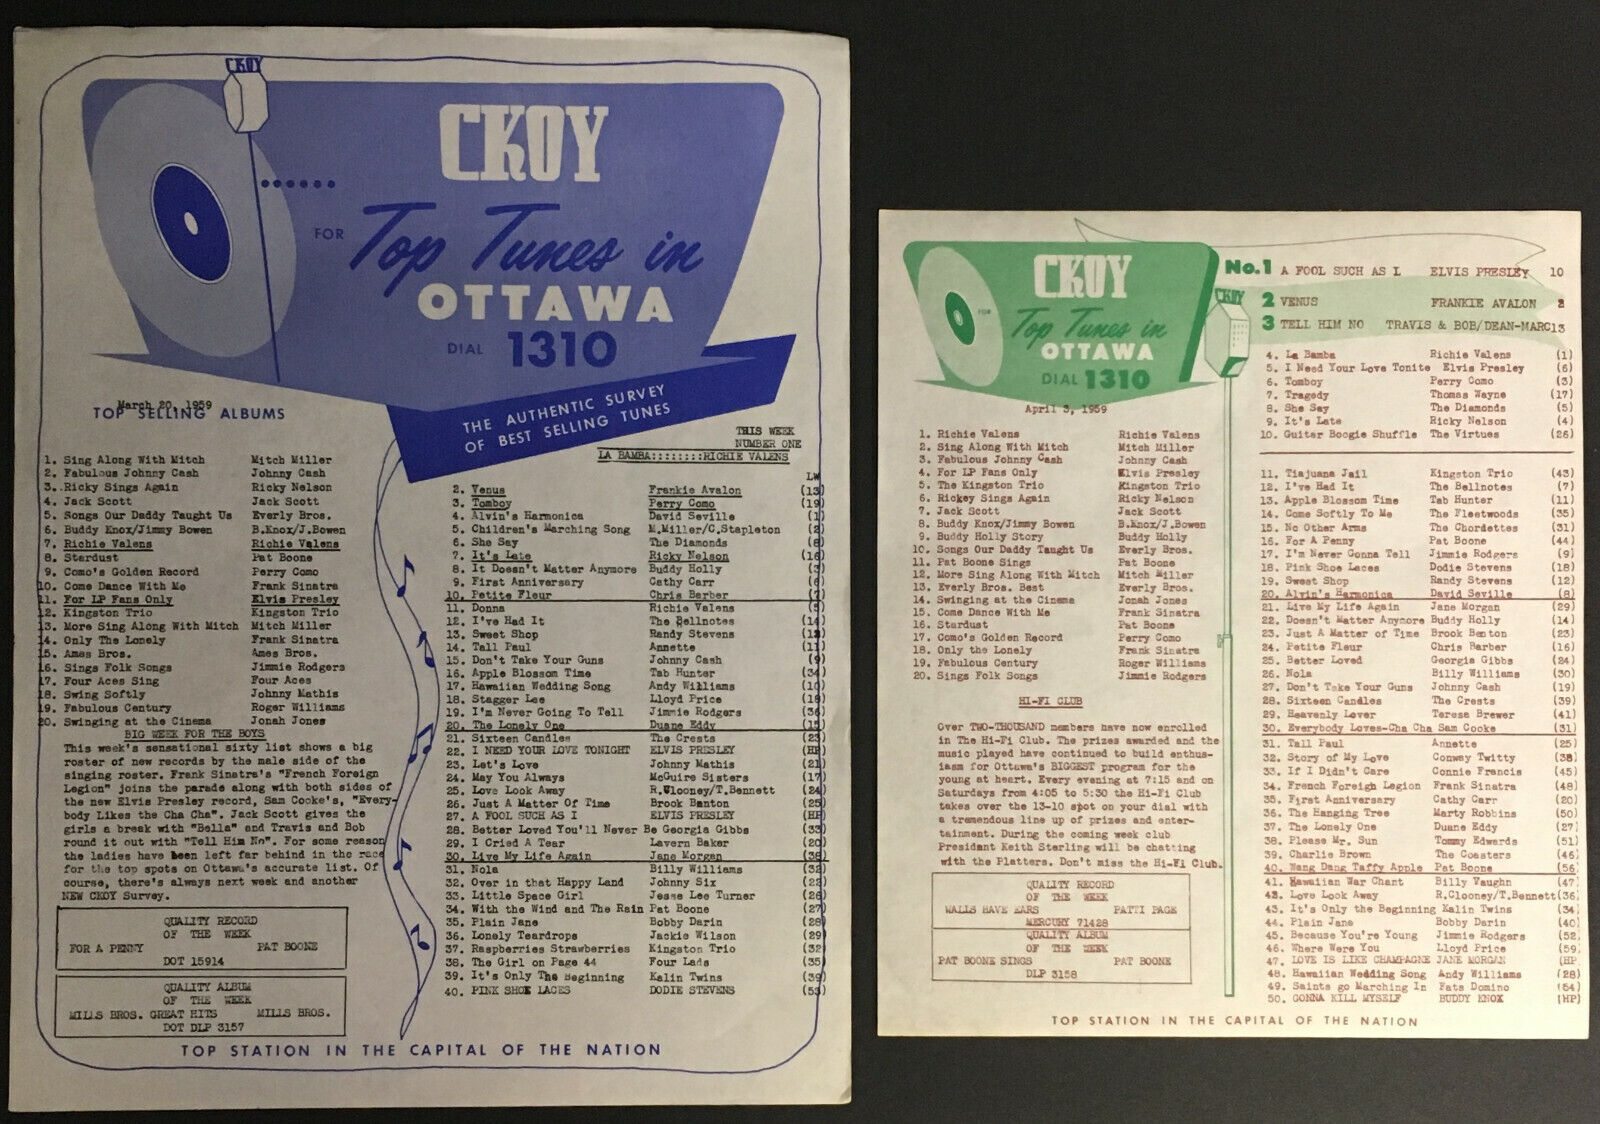 CKOY
CKOY
FOR
Top Tunes in
OTTAWA
DIAL 1310
THE AUTHENTIC SURVEY
OF BEST SELLING TUNES
March 20, 1959
TOP SELLING ALBUMS
1. Sing Along With Mitch Mitch Miller
2. Fabulous Johnny Cash Johnny Cash
3. Ricky Sings Again Ricky Nelson
4. Jack Scott Jack Scott
5. Songs Our Daddy Taught Us Everly Bros.
6. Buddy Knox/Jimmy Bowen B.Knox/J.Bowen
7. Richie Valens Richie Valens
8. Stardust Pat Boone
9. Como's Golden Record Perry Como
10. Come Dance With Me Frank Sinatra
11. For LP Fans Only Elvis Presley
12. Kingston Trio Kingston Trio
13. More Sing Along With Mitch Mitch Miller
14. Only The Lonely Frank Sinatra
15. Ames Bros. Ames Bros.
16. Sings Folk Songs Jimmie Rodgers
17. Four Aces Sing Four Aces
18. Swing Softly Johnny Mathis
19. Fabulous Century Roger Williams
20. Swinging at the Cinema Jonah Jones
BIG WEEK FOR THE BOYS
This week's sensational sixty list shows a big
roster of new records by the male side of the
singing roster. Frank Sinatra's "French Foreign
Legion" joins the parade along with both sides of
the new Elvis Presley record, Sam Cooke's, "Every-
body Likes the Cha Cha". Jack Scott gives the
girls a break with "Bella" and Travis and Bob
round it out with "Tell Him No". For some reason
the ladies have been left far behind in the race
for the top spots on Ottawa's accurate list. Of
course, there's always next week and another
NEW CKOY Survey.
QUALITY RECORD
OF THE WEEK
FOR A PENNY PAT BOONE
DOT 15914
QUALITY ALBUM
OF THE WEEK
MILLS BROS. GREAT HITS MILLS BROS.
DOT DLP 3157
THIS WEEK
NUMBER ONE
LA BAMBA::::::::RICHIE VALENS
LW
2. Venus Frankie Avalon (13)
3. Tomboy Perry Como (19)
4. Alvin's Harmonica David Seville (1)
5. Children's Marching Song M.Miller/C.Stapleton (2)
6. She Say The Diamonds (8)
7. It's Late Ricky Nelson (16)
8. It Doesn't Matter Anymore Buddy Holly (3)
9. First Anniversary Cathy Carr (6)
10. Petite Fleur Chris Barber (7)
11. Donna Richie Valens (5)
12. I've Had It The Bellnotes (14)
13. Sweet Shop Randy Stevens (12)
14. Tall Paul Annette (11)
15. Don't Take Your Guns Johnny Cash (9)
16. Apple Blossom Time Tab Hunter (34)
17. Hawaiian Wedding Song Andy Williams (10)
18. Stagger Lee Lloyd Price (18)
19. I'm Never Going To Tell Jimmie Rodgers (36)
20. The Lonely One Duane Eddy (15)
21. Sixteen Candles The Crests (23)
22. I NEED YOUR LOVE TONIGHT ELVIS PRESLEY (HP)
23. Let's Love Johnny Mathis (21)
24. May You Always McGuire Sisters (17)
25. Love Look Away R.Clooney/T.Bennett (24)
26. Just A Matter Of Time Brook Banton (25)
27. A FOOL SUCH AS I ELVIS PRESLEY (HP)
28. Better Loved You'll Never Be Georgia Gibbs (33)
29. I Cried A Tear Lavern Baker (20)
30. Live My Life Again Jane Morgan (38)
31. Nola Billy Williams (32)
32. Over in that Happy Land Johnny Six (22)
33. Little Space Girl Jesse Lee Turner (26)
34. With the Wind and The Rain Pat Boone (27)
35. Plain Jane Bobby Darin (28)
36. Lonely Teardrops Jackie Wilson (29)
37. Raspberries Strawberries Kingston Trio (32)
38. The Girl on Page 44 Four Lads (35)
39. It's Only The Beginning Kalin Twins (39)
40. PINK SHOE LACES DODIE STEVENS (53)
TOP STATION IN THE CAPITAL OF THE NATION
CKOY
FOR
Top Tunes in
OTTAWA
DIAL 1310
CKOY
No.1 A FOOL SUCH AS I ELVIS PRESLEY 10
2 VENUS FRANKIE AVALON 2
3 TELL HIM NO TRAVIS & BOB/DEAN-MARC 13
April 3, 1959
1. Richie Valens Richie Valens
2. Sing Along With Mitch Mitch Miller
3. Fabulous Johnny Cash Johnny Cash
4. For LP Fans Only Elvis Presley
5. The Kingston Trio Kingston Trio
6. Rickey Sings Again Ricky Nelson
7. Jack Scott Jack Scott
8. Buddy Knox/Jimmy Bowen B.Knox/J.Bowen
9. Buddy Holly Story Buddy Holly
10. Songs Our Daddy Taught Us Everly Bros.
11. Pat Boone Sings Pat Boone
12. More Sing Along With Mitch Mitch Miller
13. Everly Bros. Best Everly Bros.
14. Swinging at the Cinema Jonah Jones
15. Come Dance With Me Frank Sinatra
16. Stardust Pat Boone
17. Como's Golden Record Perry Como
18. Only the Lonely Frank Sinatra
19. Fabulous Century Roger Williams
20. Sings Folk Songs Jimmie Rodgers
HI-FI CLUB
Over TWO-THOUSAND members have now enrolled
in The Hi-Fi Club. The prizes awarded and the
music played have continued to build enthus-
iasm for Ottawa's BIGGEST program for the
young at heart. Every evening at 7:15 and on
Saturdays from 4:05 to 5:30 the Hi-Fi Club
takes over the 13-10 spot on your dial with
a tremendous line up of prizes and enter-
tainment. During the coming week club
President Keith Sterling will be chatting
with the Platters. Don't miss the Hi-Fi Club.
QUALITY RECORD
OF THE WEEK
WALLS HAVE EARS PATTI PAGE
MERCURY 71428
QUALITY ALBUM
OF THE WEEK
PAT BOONE SINGS PAT BOONE
DLP 3158
4. La Bamba Richie Valens (1)
5. I Need Your Love Tonite Elvis Presley (6)
6. Tomboy Perry Como (3)
7. Tragedy Thomas Wayne (17)
8. She Say The Diamonds (5)
9. It's Late Ricky Nelson (4)
10. Guitar Boogie Shuffle The Virtues (26)
11. Tiajuana Jail Kingston Trio (43)
12. I've Had It The Bellnotes (7)
13. Apple Blossom Time Tab Hunter (11)
14. Come Softly To Me The Fleetwoods (35)
15. No Other Arms The Chordettes (31)
16. For A Penny Pat Boone (44)
17. I'm Never Gonna Tell Jimmie Rodgers (9)
18. Pink Shoe Laces Dodie Stevens (18)
19. Sweet Shop Randy Stevens (12)
20. Alvin's Harmonica David Seville (8)
21. Live My Life Again Jane Morgan (29)
22. Doesn't Matter Anymore Buddy Holly (14)
23. Just A Matter of Time Brook Benton (23)
24. Petite Fleur Chris Barber (16)
25. Better Loved Georgia Gibbs (24)
26. Nola Billy Williams (30)
27. Don't Take Your Guns Johnny Cash (19)
28. Sixteen Candles The Crests (39)
29. Heavenly Lover Teresa Brewer (41)
30. Everybody Loves-Cha Cha Sam Cooke (31)
31. Tall Paul Annette (25)
32. Story of My Love Conway Twitty (38)
33. If I Didn't Care Connie Francis (45)
34. French Foreign Legion Frank Sinatra (48)
35. First Anniversary Cathy Carr (20)
36. The Hanging Tree Marty Robbins (50)
37. The Lonely One Duane Eddy (27)
38. Please Mr. Sun Tommy Edwards (51)
39. Charlie Brown The Coasters (46)
40. Wang Dang Taffy Apple Pat Boone (56)
41. Hawaiian War Chant Billy Vaughn (47)
42. Love Look Away R.Clooney/T.Bennett (36)
43. It's Only the Beginning Kalin Twins (34)
44. Plain Jane Bobby Darin (40)
45. Because You're Young Jimmie Rodgers (52)
46. Where Were You Lloyd Price (59)
47. LOVE IS LIKE CHAMPAGNE JANE MORGAN (HP)
48. Hawaiian Wedding Song Andy Williams (28)
49. Saints go Marching In Fats Domino (54)
50. GONNA KILL MYSELF BUDDY KNOX (HP)
TOP STATION IN THE CAPITAL OF THE NATION